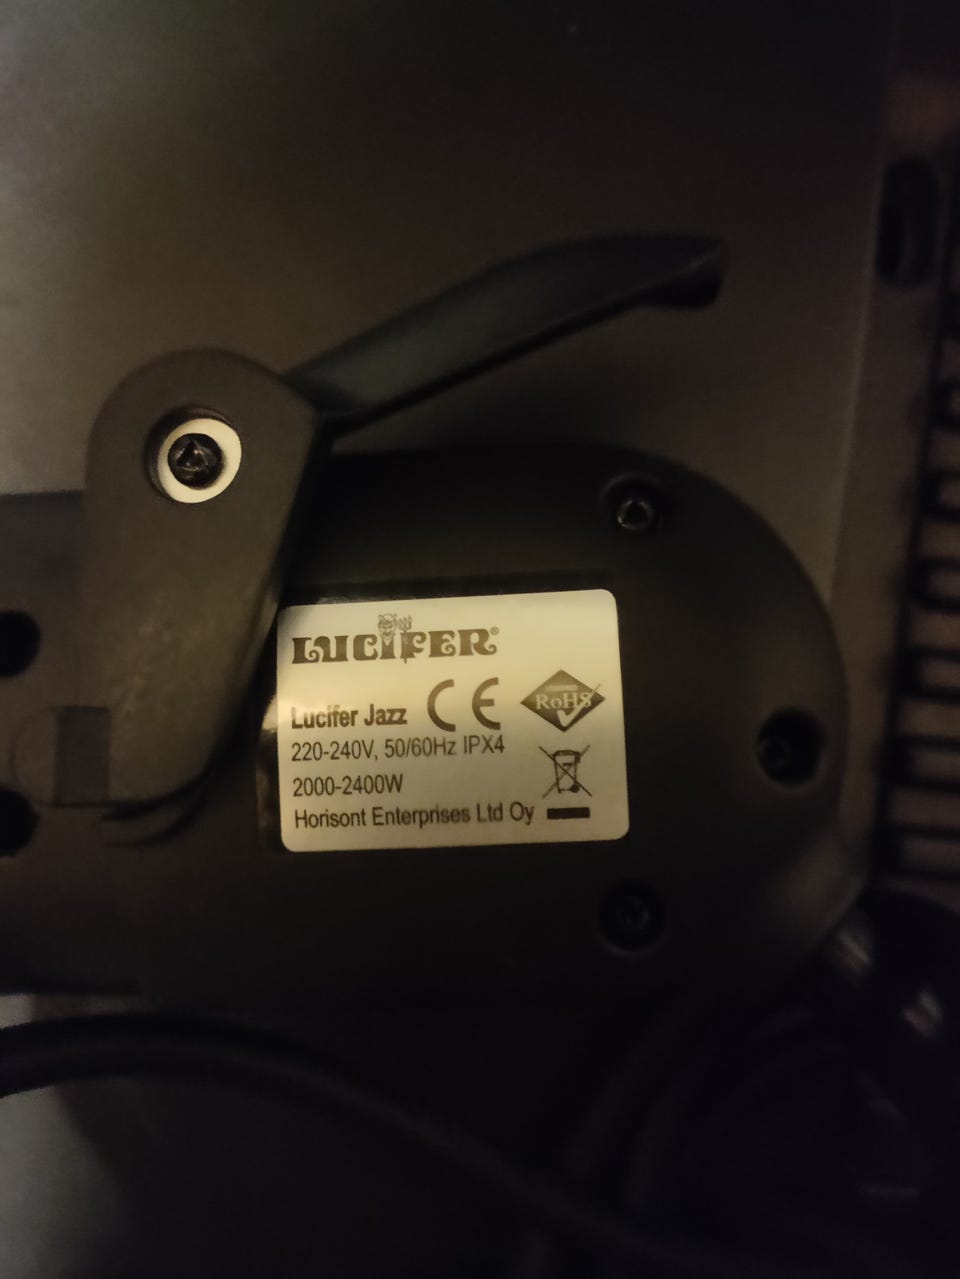 LUCIFER®
Lucifer Jazz CE RoHS
220-240V, 50/60Hz IPX4
2000-2400W
Horisont Enterprises Ltd Oy